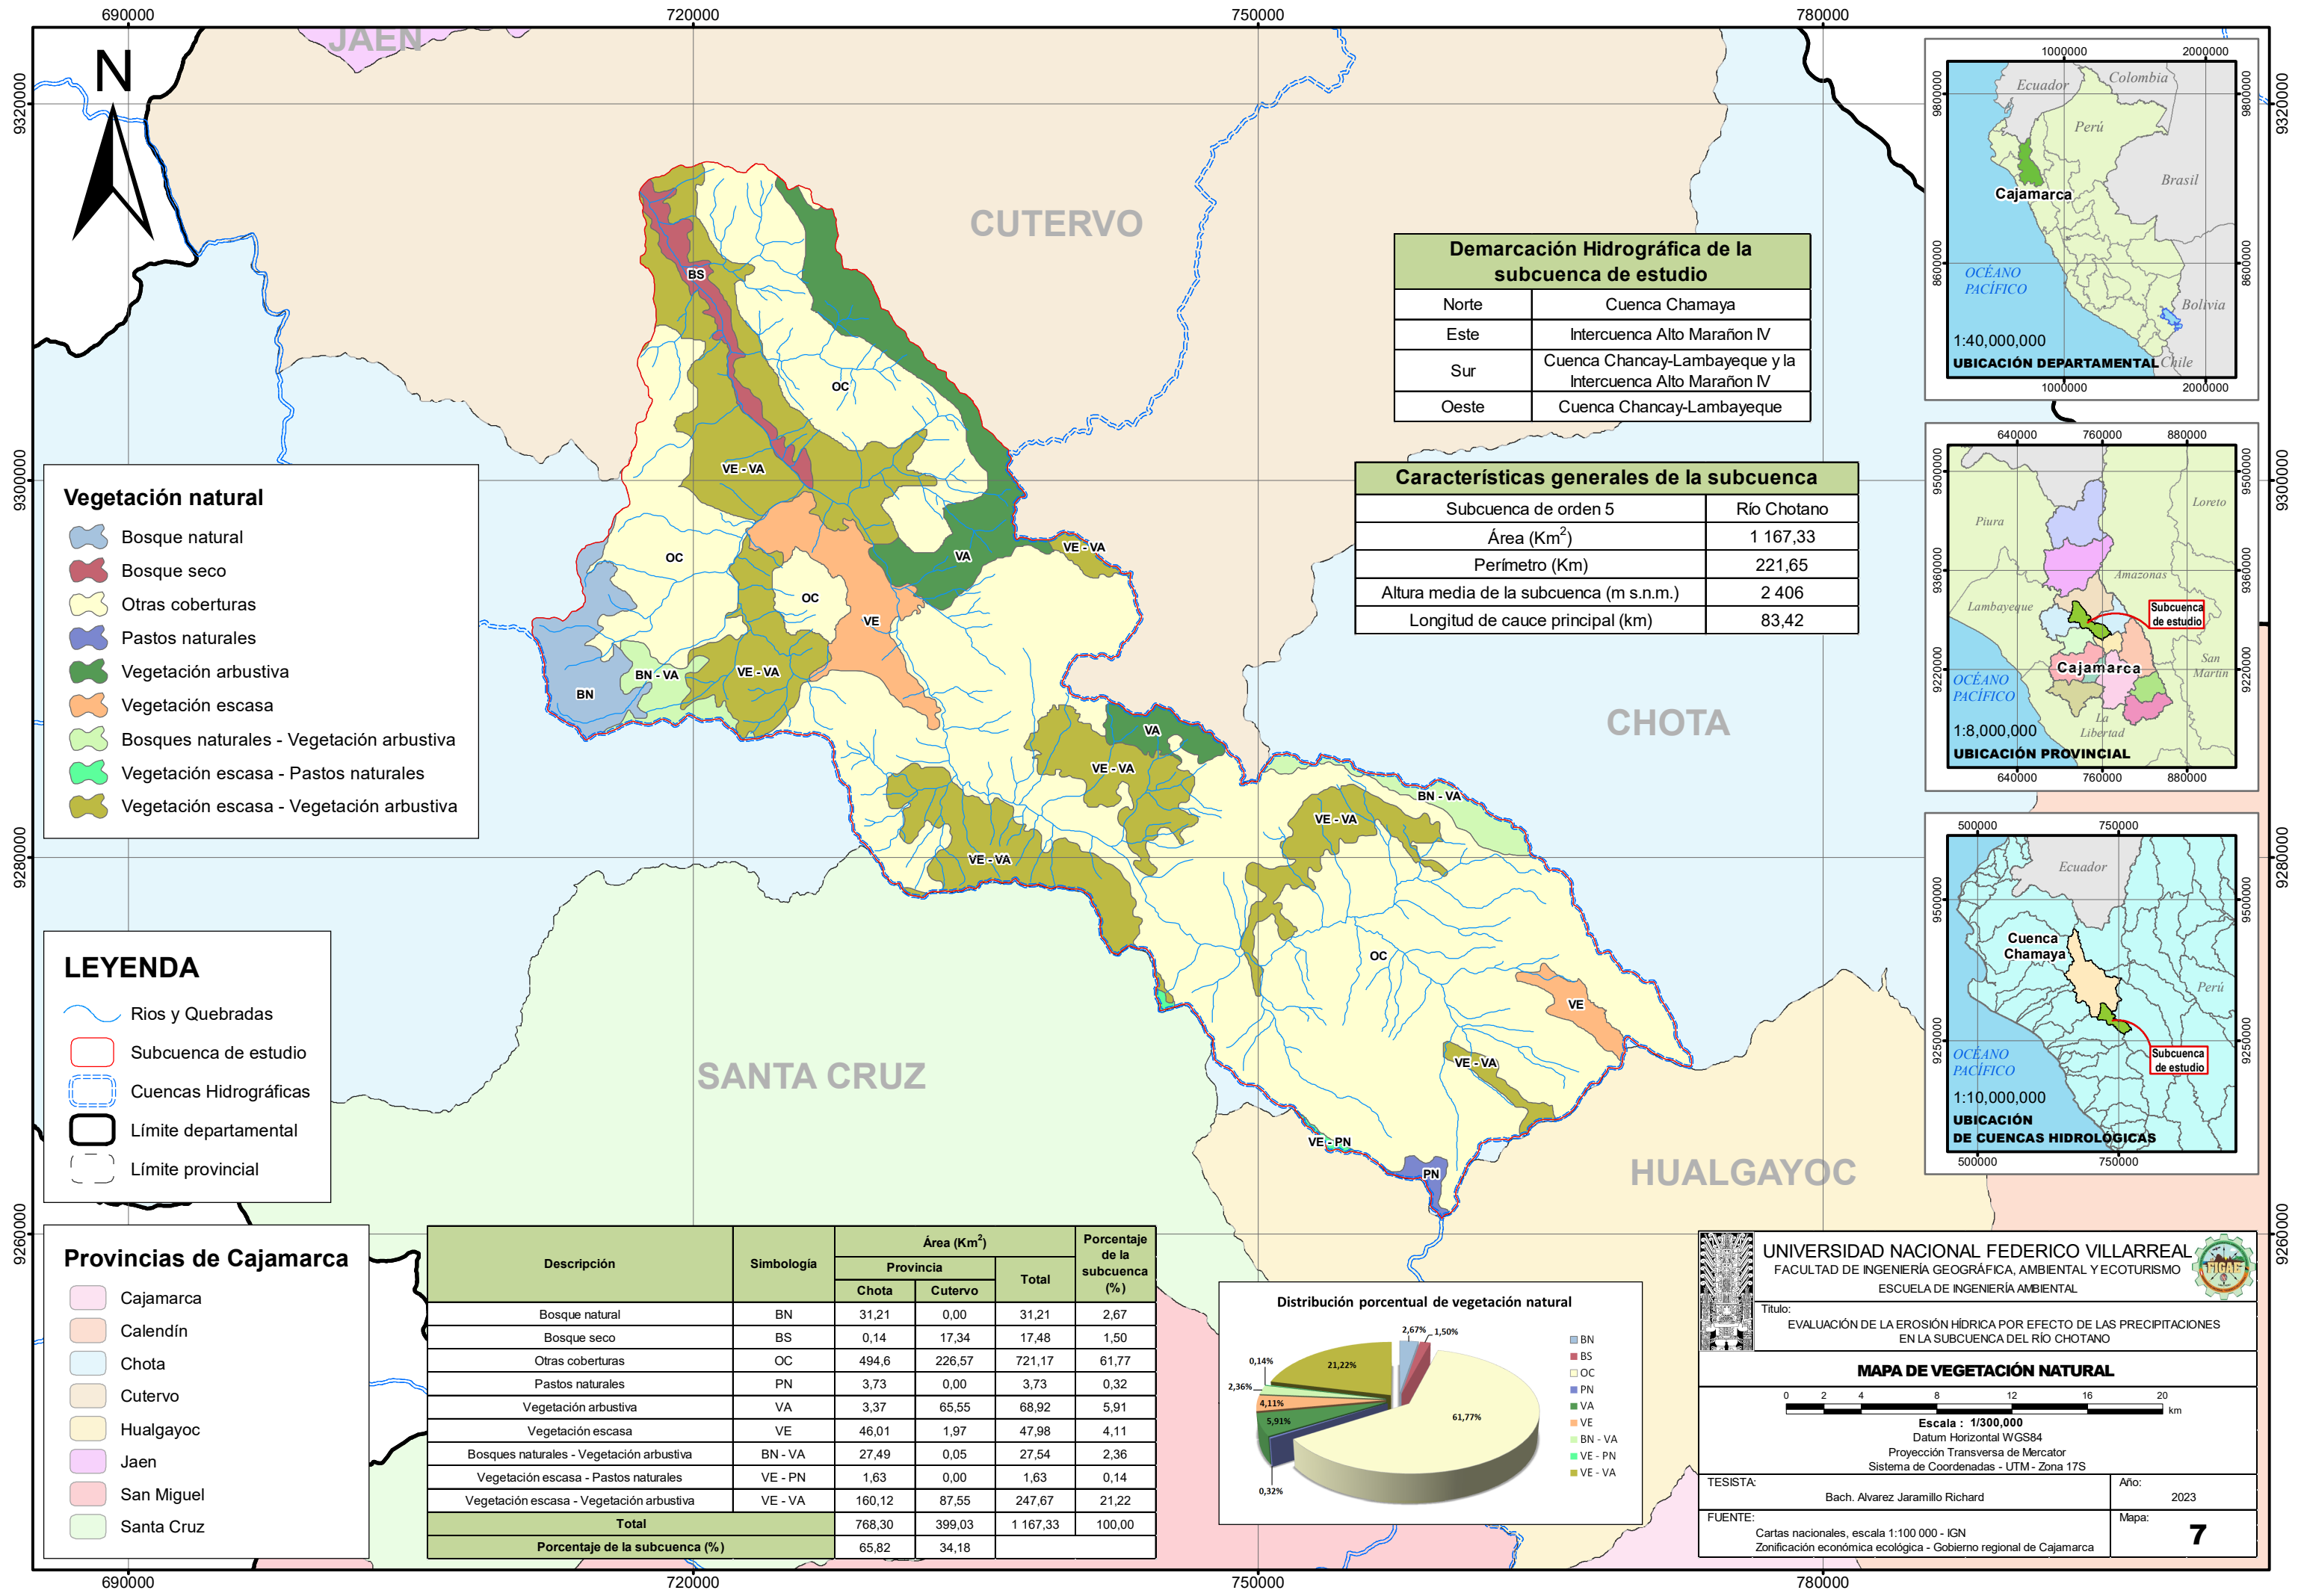 690000
720000
750000
780000
9320000
9300000
9280000
9260000
N
JAEN
CUTERVO
CHOTA
SANTA CRUZ
HUALGAYOC
BS
OC
VE - VA
VA
VE - VA
OC
OC
VE
BN - VA
VE - VA
BN
VA
VE - VA
BN - VA
VE - VA
VE - VA
OC
VE
VE - VA
VE - PN
PN
Vegetación natural
Bosque natural
Bosque seco
Otras coberturas
Pastos naturales
Vegetación arbustiva
Vegetación escasa
Bosques naturales - Vegetación arbustiva
Vegetación escasa - Pastos naturales
Vegetación escasa - Vegetación arbustiva
LEYENDA
Rios y Quebradas
Subcuenca de estudio
Cuencas Hidrográficas
Límite departamental
Límite provincial
Provincias de Cajamarca
Cajamarca
Calendín
Chota
Cutervo
Hualgayoc
Jaen
San Miguel
Santa Cruz
Demarcación Hidrográfica de la
subcuenca de estudio
Norte Cuenca Chamaya
Este Intercuenca Alto Marañon IV
Sur Cuenca Chancay-Lambayeque y la
Intercuenca Alto Marañon IV
Oeste Cuenca Chancay-Lambayeque
Características generales de la subcuenca
Subcuenca de orden 5 Río Chotano
Área (Km2) 1 167,33
Perímetro (Km) 221,65
Altura media de la subcuenca (m s.n.m.) 2 406
Longitud de cauce principal (km) 83,42
Descripción Simbología Área (Km2) Porcentaje de la subcuenca (%)
Provincia Total
Chota Cutervo
Bosque natural BN 31,21 0,00 31,21 2,67
Bosque seco BS 0,14 17,34 17,48 1,50
Otras coberturas OC 494,6 226,57 721,17 61,77
Pastos naturales PN 3,73 0,00 3,73 0,32
Vegetación arbustiva VA 3,37 65,55 68,92 5,91
Vegetación escasa VE 46,01 1,97 47,98 4,11
Bosques naturales - Vegetación arbustiva BN - VA 27,49 0,05 27,54 2,36
Vegetación escasa - Pastos naturales VE - PN 1,63 0,00 1,63 0,14
Vegetación escasa - Vegetación arbustiva VE - VA 160,12 87,55 247,67 21,22
Total 768,30 399,03 1 167,33 100,00
Porcentaje de la subcuenca (%) 65,82 34,18
Distribución porcentual de vegetación natural
2,67%
1,50%
61,77%
0,32%
5,91%
4,11%
2,36%
0,14%
21,22%
BN
BS
OC
PN
VA
VE
BN - VA
VE - PN
VE - VA
1000000 2000000
9800000
8600000
Ecuador
Colombia
Perú
Brasil
Cajamarca
OCÉANO
PACÍFICO
Bolivia
Chile
1:40,000,000
UBICACIÓN DEPARTAMENTAL
1000000 2000000
640000 760000 880000
9500000
9360000
9220000
Loreto
Piura
Amazonas
Lambayeque
Subcuenca
de estudio
San
Martin
Cajamarca
OCÉANO
PACÍFICO
La
Libertad
1:8,000,000
UBICACIÓN PROVINCIAL
640000 760000 880000
500000 750000
9500000
9250000
Ecuador
Cuenca
Chamaya
Perú
OCÉANO
PACÍFICO
Subcuenca
de estudio
1:10,000,000
UBICACIÓN
DE CUENCAS HIDROLÓGICAS
500000 750000
UNIVERSIDAD NACIONAL FEDERICO VILLARREAL
FACULTAD DE INGENIERÍA GEOGRÁFICA, AMBIENTAL Y ECOTURISMO
ESCUELA DE INGENIERÍA AMBIENTAL
FIGAE
Titulo:
EVALUACIÓN DE LA EROSIÓN HÍDRICA POR EFECTO DE LAS PRECIPITACIONES
EN LA SUBCUENCA DEL RÍO CHOTANO
MAPA DE VEGETACIÓN NATURAL
0 2 4 8 12 16 20
km
Escala : 1/300,000
Datum Horizontal WGS84
Proyección Transversa de Mercator
Sistema de Coordenadas - UTM - Zona 17S
TESISTA:
Bach. Alvarez Jaramillo Richard
Año:
2023
FUENTE:
Cartas nacionales, escala 1:100 000 - IGN
Zonificación económica ecológica - Gobierno regional de Cajamarca
Mapa:
7
690000
720000
750000
780000
9320000
9300000
9280000
9260000